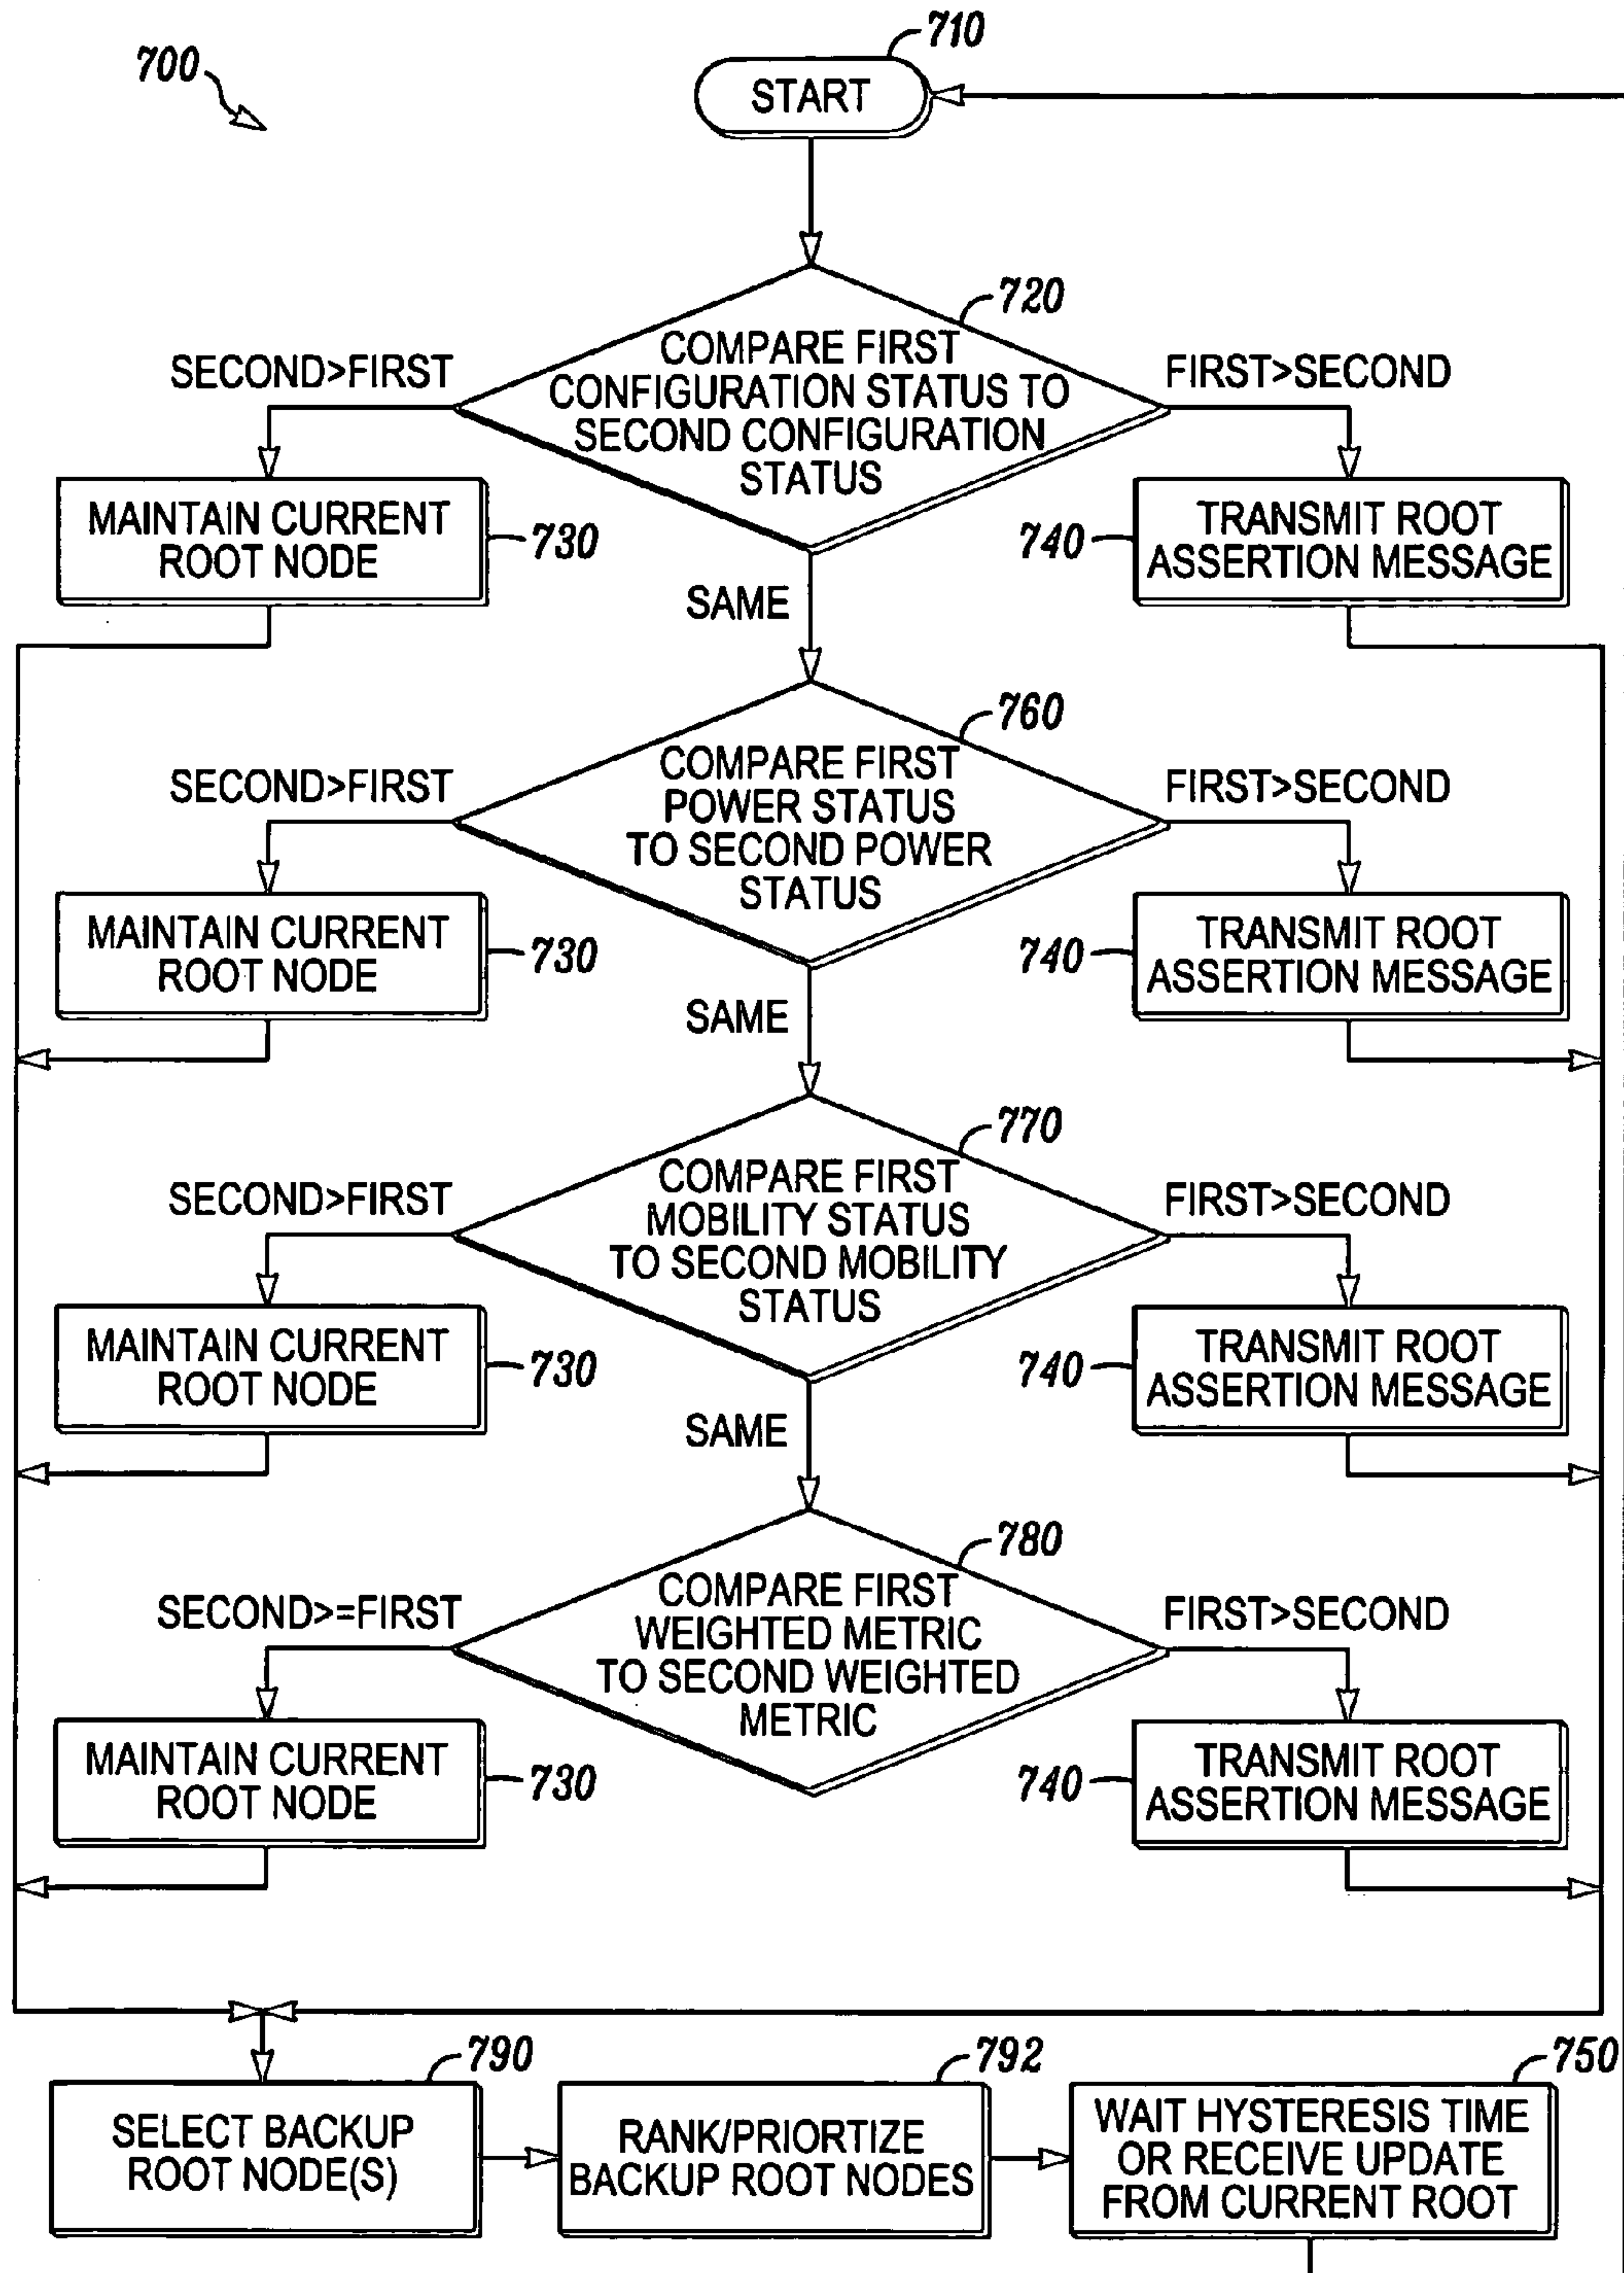 700
710
START
720
COMPARE FIRST
CONFIGURATION STATUS TO
SECOND CONFIGURATION
STATUS
SECOND>FIRST
FIRST>SECOND
MAINTAIN CURRENT
ROOT NODE
730
740
TRANSMIT ROOT
ASSERTION MESSAGE
SAME
760
COMPARE FIRST
POWER STATUS
TO SECOND POWER
STATUS
SECOND>FIRST
FIRST>SECOND
MAINTAIN CURRENT
ROOT NODE
730
740
TRANSMIT ROOT
ASSERTION MESSAGE
SAME
770
COMPARE FIRST
MOBILITY STATUS
TO SECOND MOBILITY
STATUS
SECOND>FIRST
FIRST>SECOND
MAINTAIN CURRENT
ROOT NODE
730
740
TRANSMIT ROOT
ASSERTION MESSAGE
SAME
780
COMPARE FIRST
WEIGHTED METRIC
TO SECOND WEIGHTED
METRIC
SECOND>=FIRST
FIRST>SECOND
MAINTAIN CURRENT
ROOT NODE
730
740
TRANSMIT ROOT
ASSERTION MESSAGE
790
SELECT BACKUP
ROOT NODE(S)
792
RANK/PRIORTIZE
BACKUP ROOT NODES
750
WAIT HYSTERESIS TIME
OR RECEIVE UPDATE
FROM CURRENT ROOT